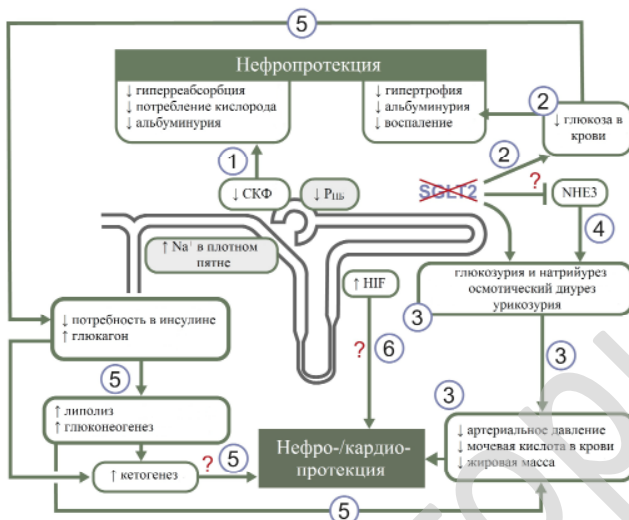 5
Нефропротекция
↓ гиперреабсорбция
↓ потребление кислорода
↓ альбуминурия
↓ гипертрофия
↓ альбуминурия
↓ воспаление
2
↓ глюкоза в
крови
1
2
↓ СКФ
↓ PПБ
SGLT2
?
NHE3
4
↑ Na+ в плотном
пятне
глюкозурия и натрийурез
осмотический диурез
урикозурия
3
↑ HIF
?
6
↓ потребность в инсулине
↑ глюкагон
3
5
3
↑ липолиз
↑ глюконеогенез
↓ артериальное давление
↓ мочевая кислота в крови
↓ жировая масса
Нефро-/кардио-
протекция
↑ кетогенез
?
5
5